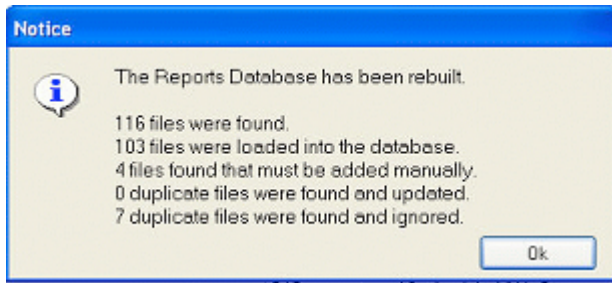 Notice
The Reports Database has been rebuilt.
116 files were found.
103 files were loaded into the database.
4 files found that must be added manually.
0 duplicate files were found and updated.
7 duplicate files were found and ignored.
Ok